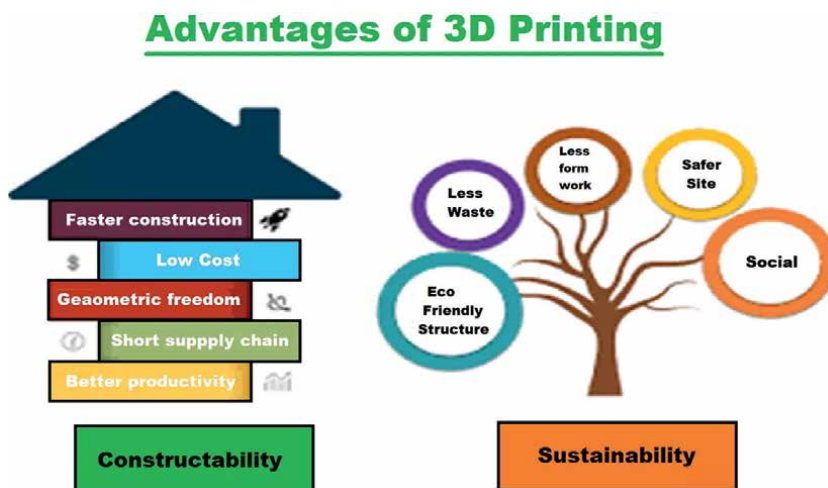 Advantages of 3D Printing
Faster construction
$
Low Cost
Geaometric freedom
Short suppply chain
Better productivity
Constructability
Less
Waste
Less
form
work
Safer
Site
Social
Eco
Friendly
Structure
Sustainability